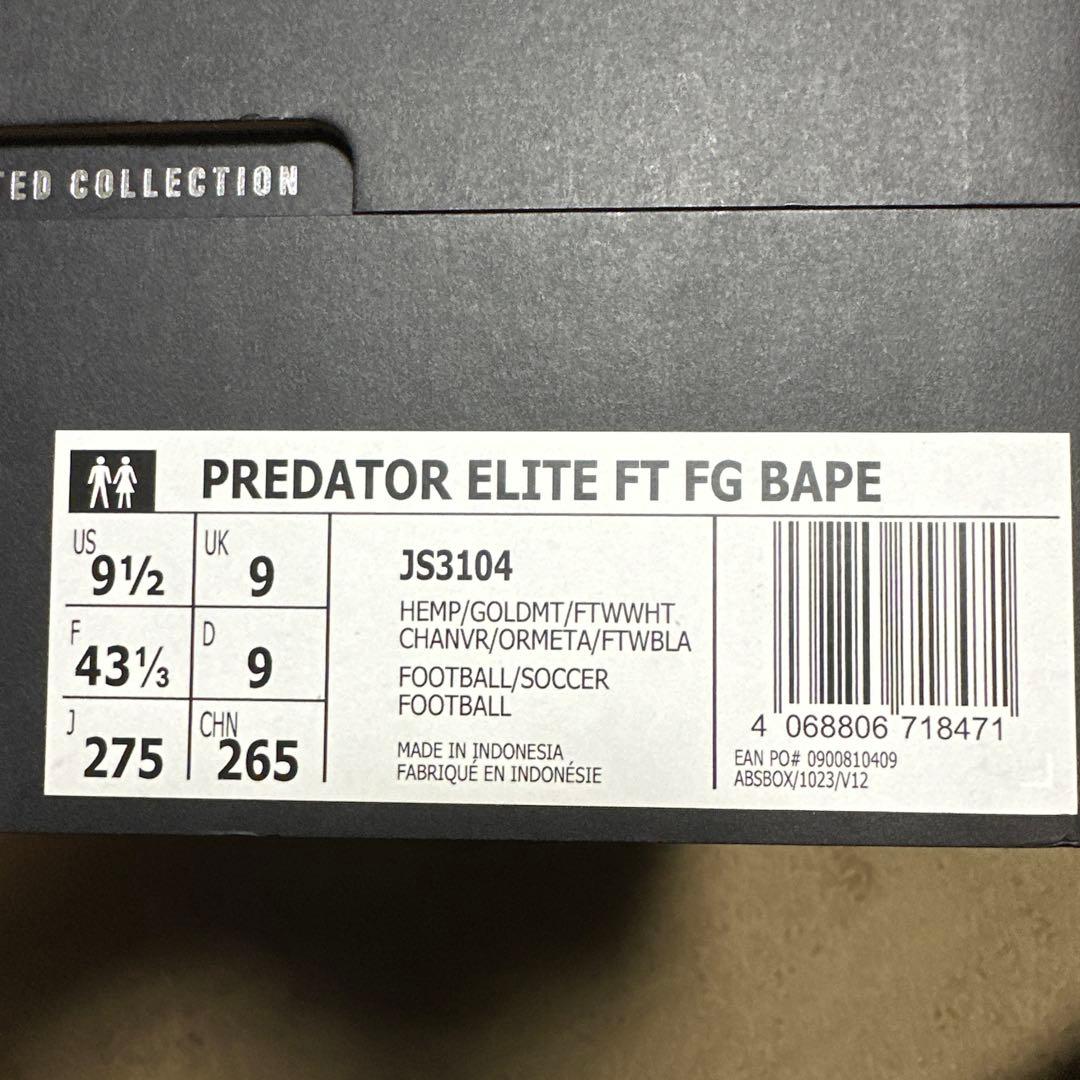 COLLECTION
PREDATOR ELITE FT FG BAPE
US
9½
UK
9
F
43⅓
D
9
J
275
CHN
265
JS3104
HEMP/GOLDMT/FTWWHT
CHANVR/ORMETA/FTWBLA
FOOTBALL/SOCCER
FOOTBALL
MADE IN INDONESIA
FABRIQUÉ EN INDONÉSIE
4 068806 718471
EAN PO# 0900810409
ABSBOX/1023/V12